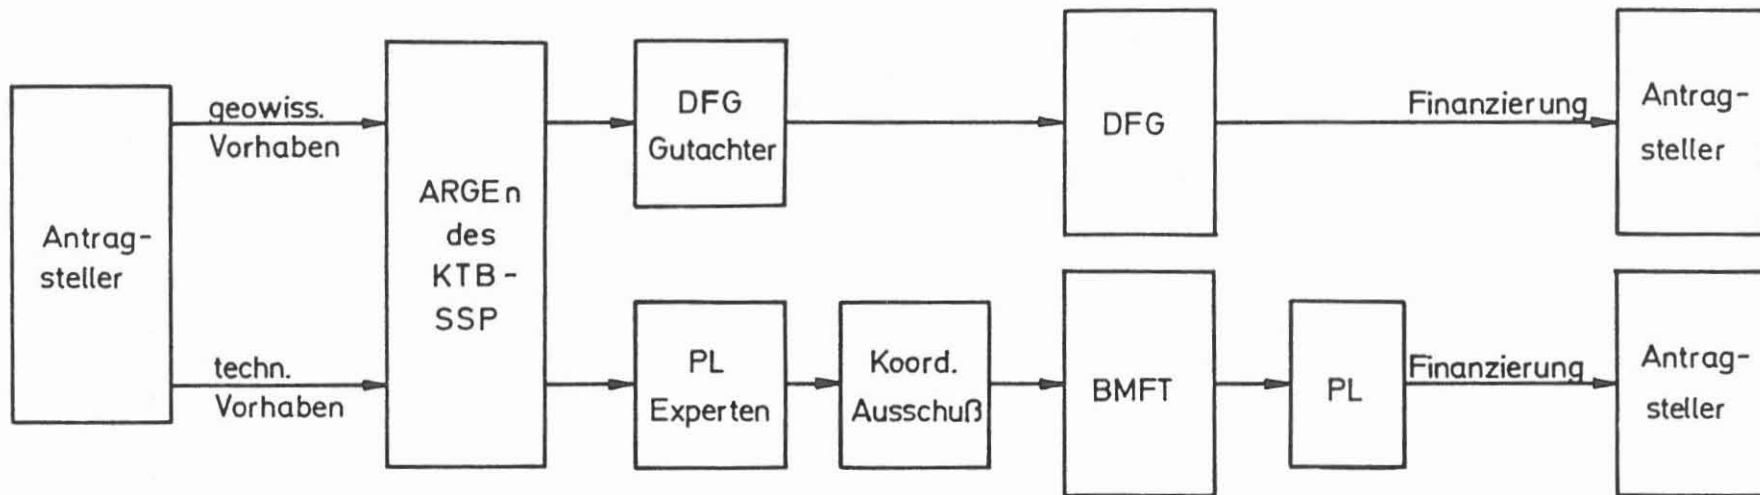 Antrag-
steller
geowiss.
Vorhaben
techn.
Vorhaben
ARGEn
des
KTB-
SSP
DFG
Gutachter
DFG
Finanzierung
Antrag-
steller
PL
Experten
Koord.
Ausschuß
BMFT
PL
Finanzierung
Antrag-
steller